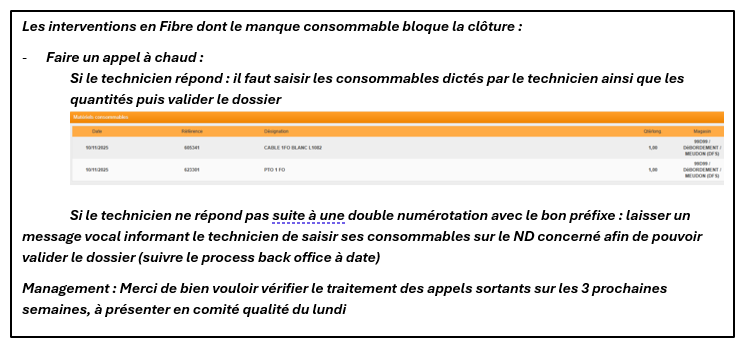 Les interventions en Fibre dont le manque consommable bloque la clôture :
- Faire un appel à chaud :
Si le technicien répond : il faut saisir les consommables dictés par le technicien ainsi que les
quantités puis valider le dossier
Matériels consommables
Date Référence Désignation Qté/long Magasin
10/11/2025 608341 CABLE 1FO BLANC L1082 1,00 99D99 /
DEBORDEMENT /
MEUDON (DFS)
10/11/2025 623301 PTO 1 FO 1,00 99D99 /
DEBORDEMENT /
MEUDON (DFS)
Si le technicien ne répond pas suite à une double numérotation avec le bon préfixe : laisser un
message vocal informant le technicien de saisir ses consommables sur le ND concerné afin de pouvoir
valider le dossier (suivre le process back office à date)
Management : Merci de bien vouloir vérifier le traitement des appels sortants sur les 3 prochaines
semaines, à présenter en comité qualité du lundi